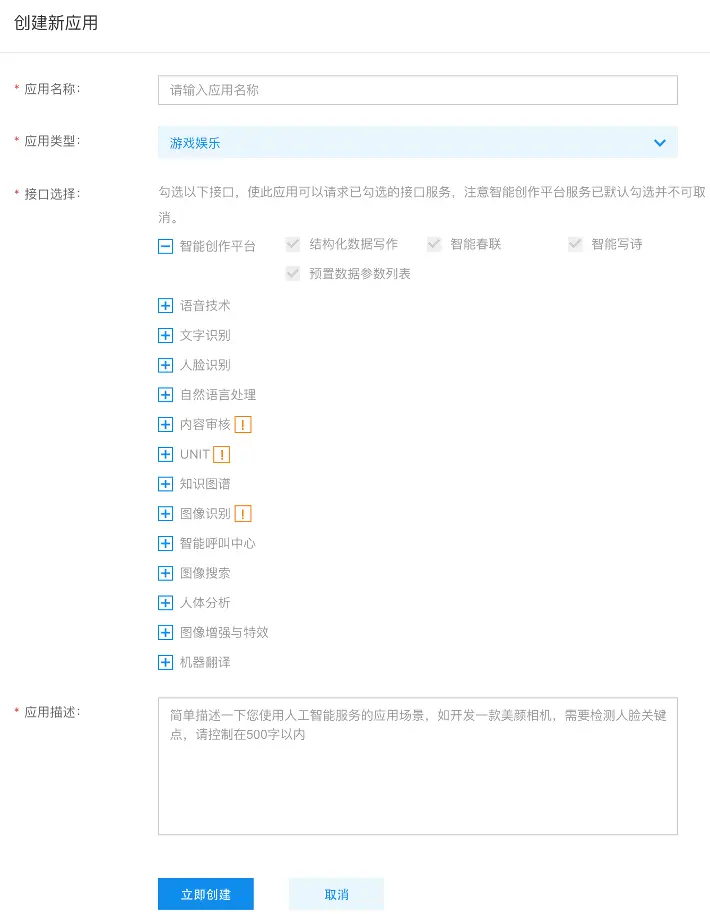 创建新应用
* 应用名称：
请输入应用名称
* 应用类型：
游戏娱乐
* 接口选择：
勾选以下接口，使此应用可以请求已勾选的接口服务，注意智能创作平台服务已默认勾选并不可取
消。
智能创作平台 结构化数据写作 智能春联 智能写诗
预置数据参数列表
语音技术
文字识别
人脸识别
自然语言处理
内容审核 !
UNIT !
知识图谱
图像识别 !
智能呼叫中心
图像搜索
人体分析
图像增强与特效
机器翻译
* 应用描述：
简单描述一下您使用人工智能服务的应用场景，如开发一款美颜相机，需要检测人脸关键
点，请控制在500字以内
立即创建 取消